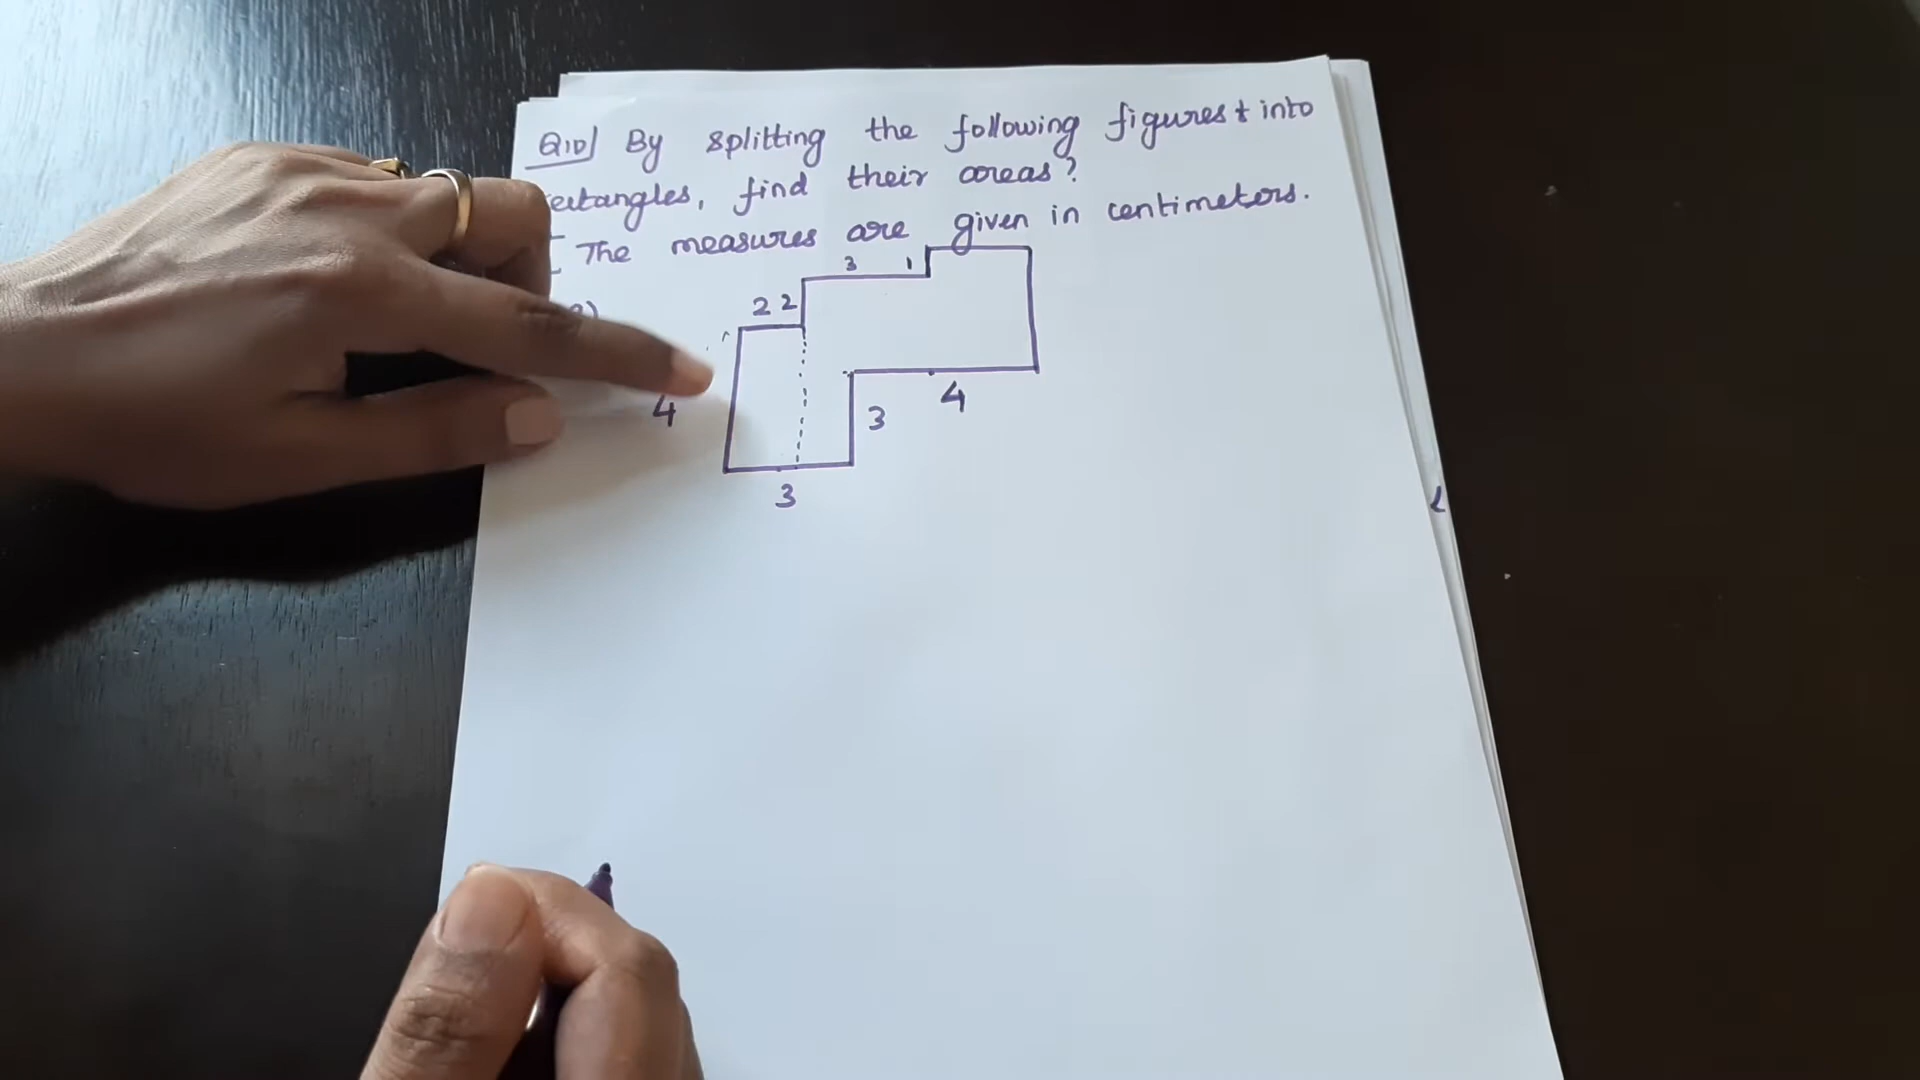 Q10) By splitting the following figures t into
rectangles, find their areas?
[ The measures are given in centimeters.
a)
3 1
2 2
4
4
3
3